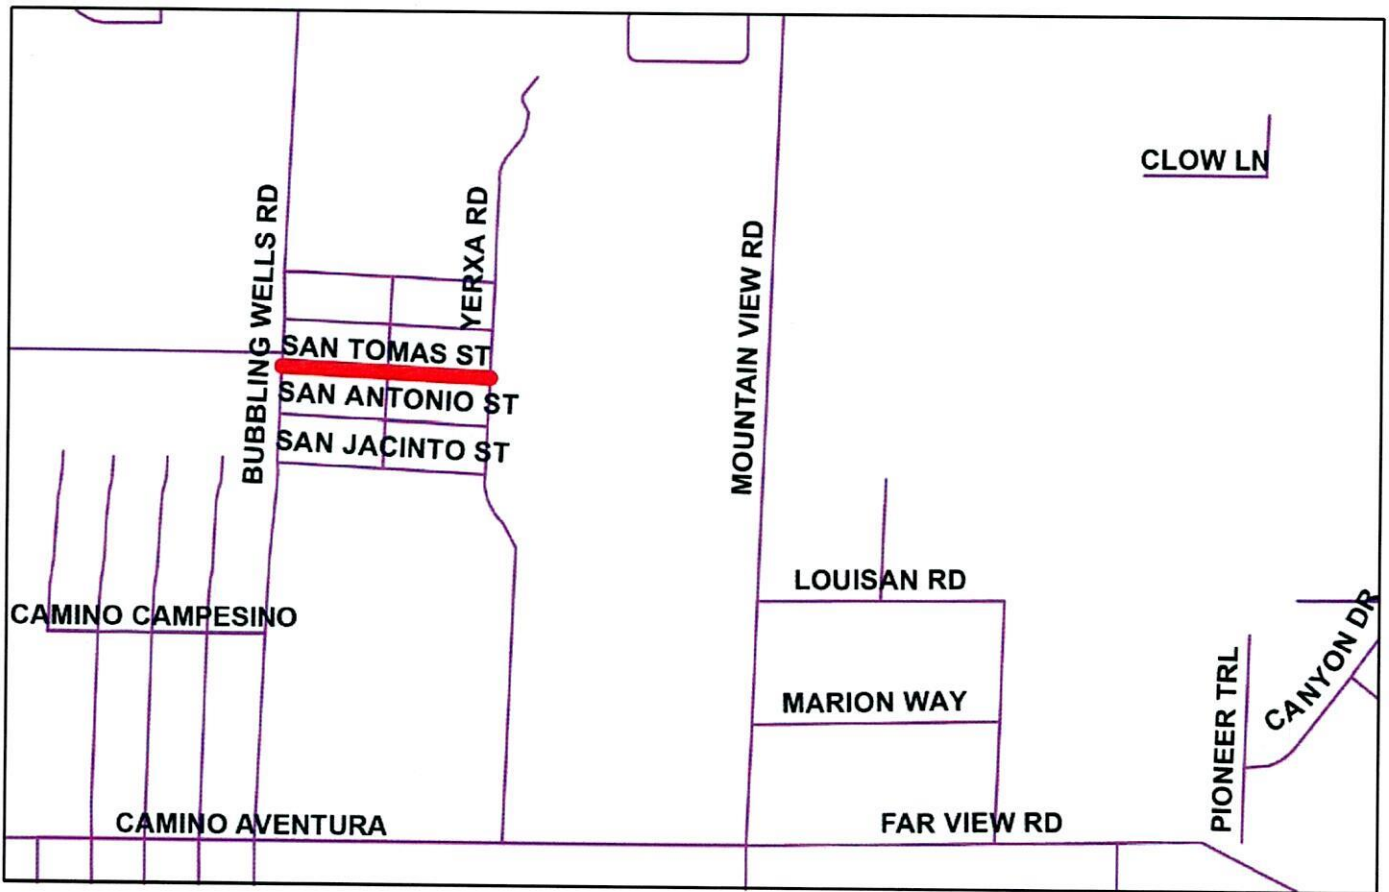 CLOW LN
BUBBLING WELLS RD
YERXA RD
MOUNTAIN VIEW RD
SAN TOMAS ST
SAN ANTONIO ST
SAN JACINTO ST
LOUISAN RD
CAMINO CAMPESINO
MARION WAY
PIONEER TRL
CANYON DR
CAMINO AVENTURA
FAR VIEW RD